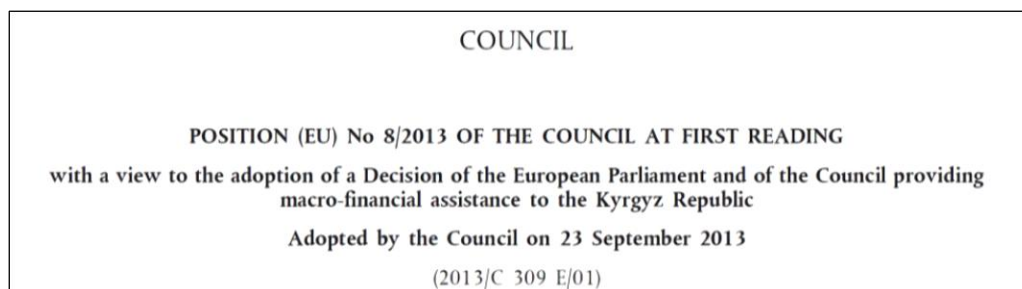 COUNCIL
POSITION (EU) No 8/2013 OF THE COUNCIL AT FIRST READING
with a view to the adoption of a Decision of the European Parliament and of the Council providing
macro-financial assistance to the Kyrgyz Republic
Adopted by the Council on 23 September 2013
(2013/C 309 E/01)